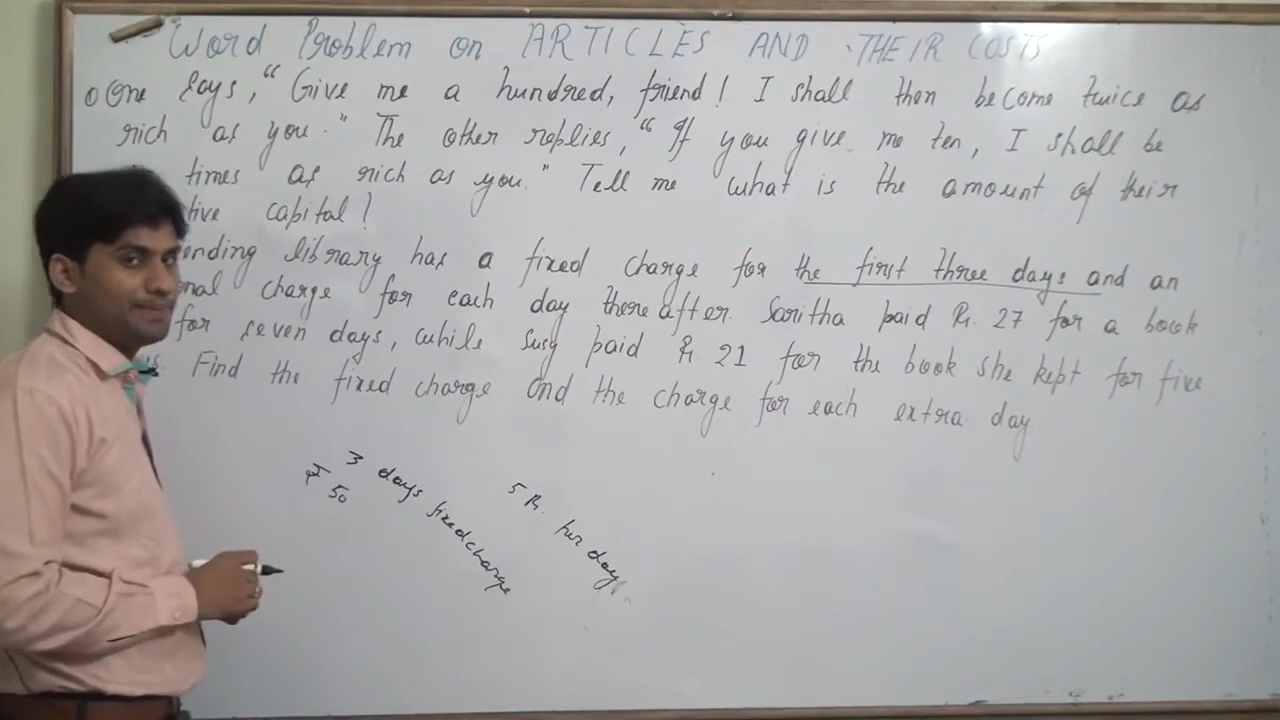 Word Problem on ARTICLES AND THEIR COSTS
One says, "Give me a hundred, friend! I shall then become twice as
rich as you." The other replies, "If you give me ten, I shall be
times as rich as you." Tell me what is the amount of their
tive capital?
ending library has a fixed charge for the first three days and an
nal charge for each day thereafter. Saritha paid Rs. 27 for a book
for seven days, while Susy paid Rs. 21 for the book she kept for five
Find the fixed charge and the charge for each extra day
3 days fixed charge
₹ 50
5 Rs. per day